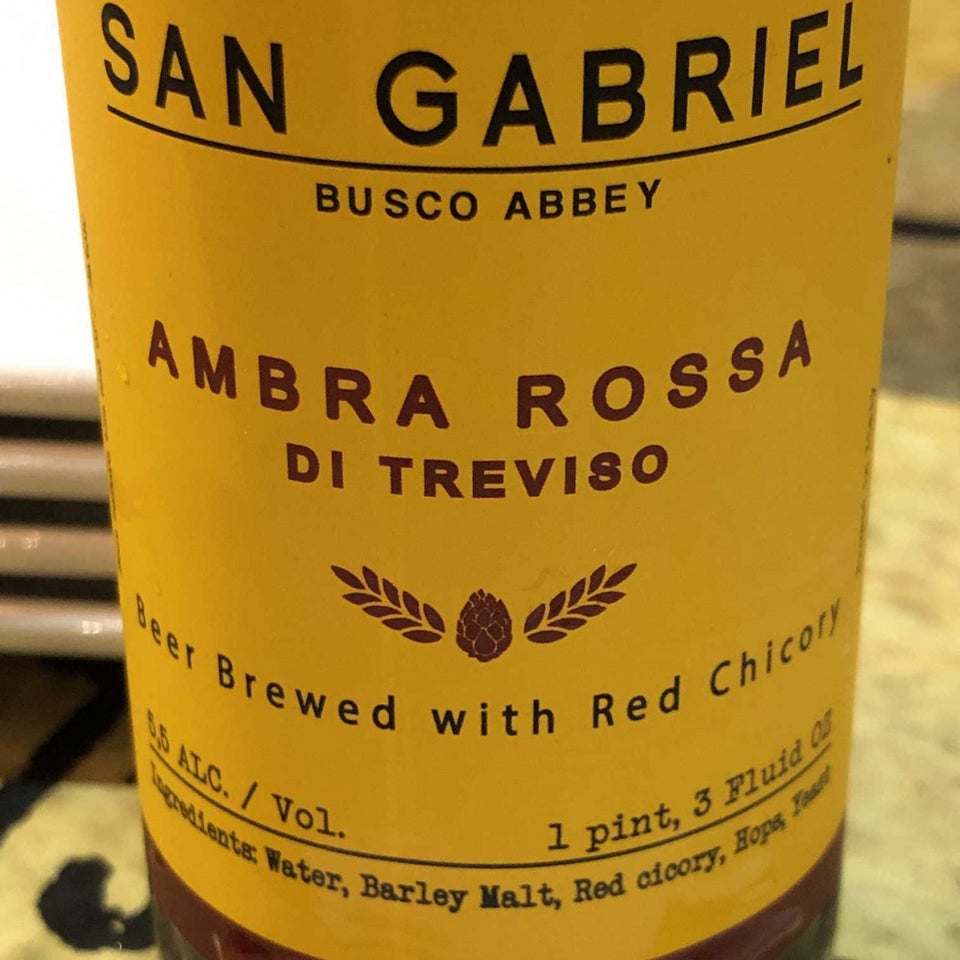 SAN GABRIEL
BUSCO ABBEY
AMBRA ROSSA
DI TREVISO
Beer Brewed with Red Chicory
5,5 ALC. / Vol.
1 pint, 3 Fluid OZ
Ingredients: Water, Barley Malt, Red cicory, Hops, Yeast